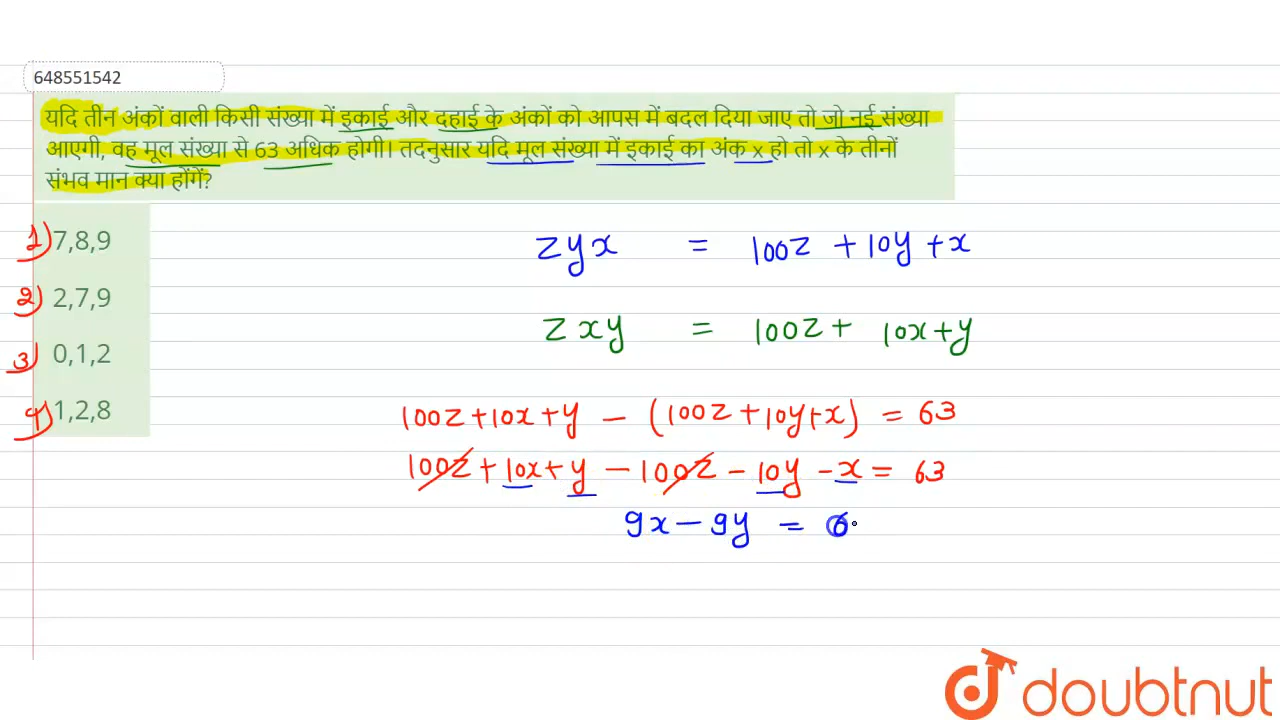 648551542
यदि तीन अंकों वाली किसी संख्या में इकाई और दहाई के अंकों को आपस में बदल दिया जाए तो जो नई संख्या
आएगी, वह मूल संख्या से 63 अधिक होगी। तदनुसार यदि मूल संख्या में इकाई का अंक x हो तो x के तीनों
संभव मान क्या होंगें?
1) 7,8,9
2) 2,7,9
3) 0,1,2
4) 1,2,8
zyx = 100z + 10y + x
zxy = 100z + 10x + y
100z + 10x + y - (100z + 10y + x) = 63
100z + 10x + y - 100z - 10y - x = 63
9x - 9y = 6
doubtnut